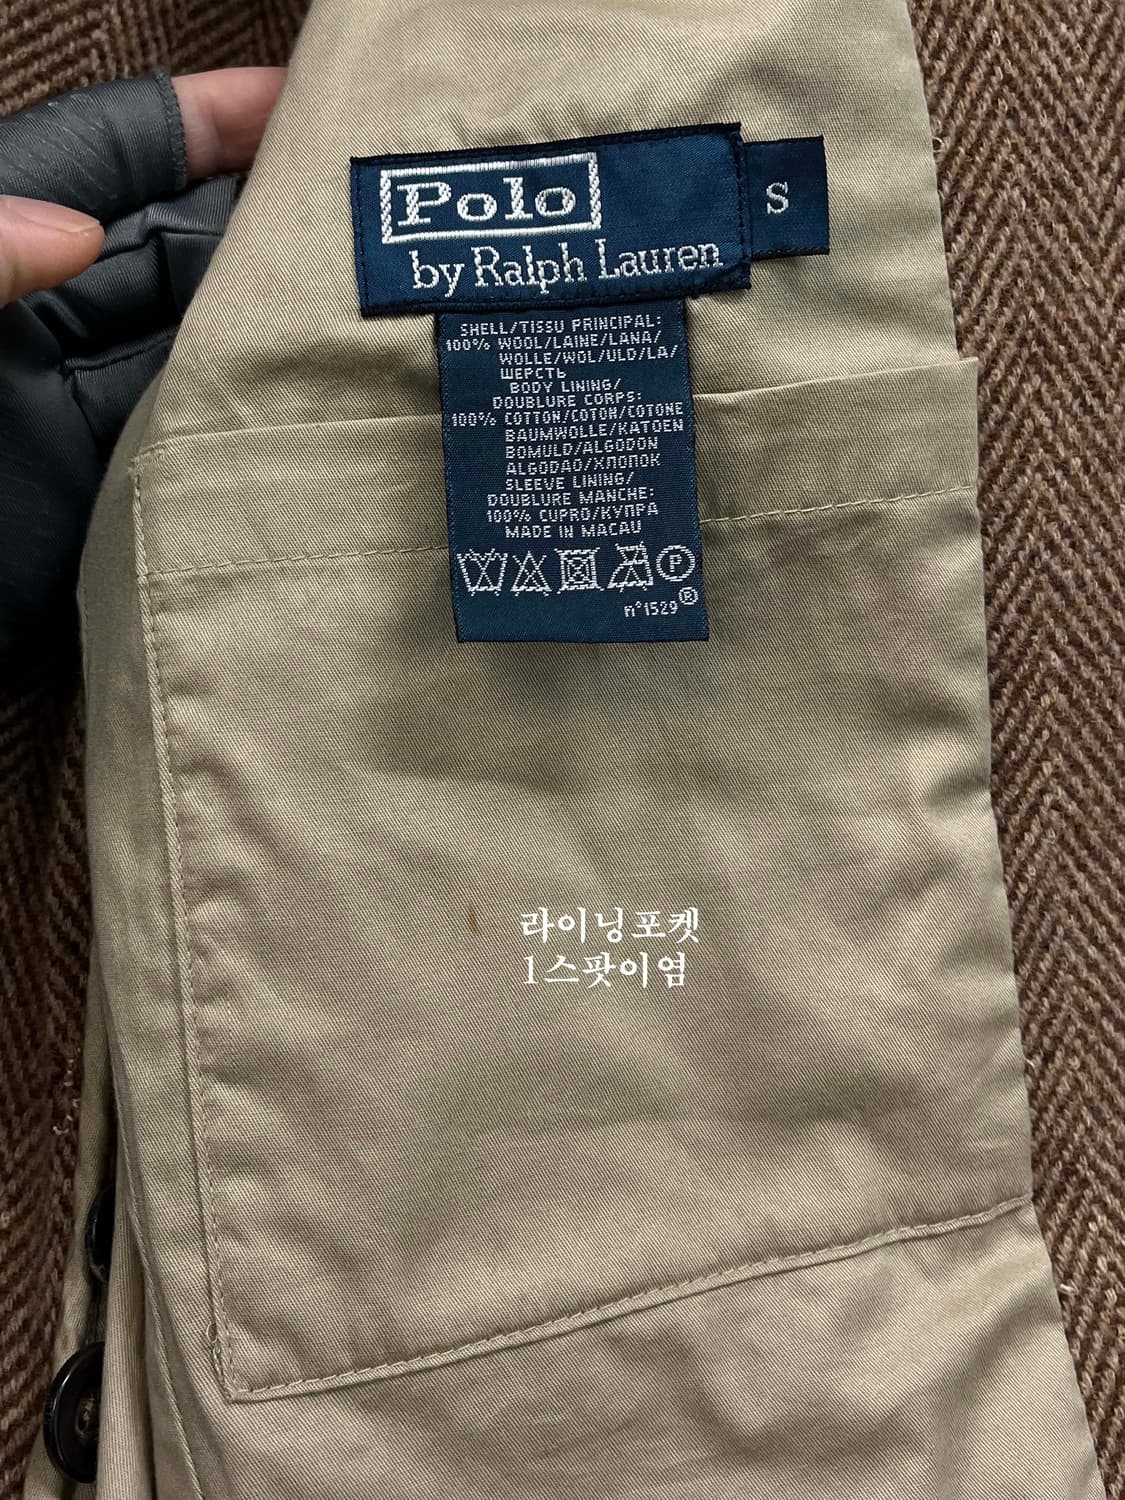 Polo
by Ralph Lauren
S
SHELL/TISSU PRINCIPAL:
100% WOOL/LAINE/LANA/
WOLLE/WOL/ULD/LA/
ШЕРСТЬ
BODY LINING/
DOUBLURE CORPS:
100% COTTON/COTON/COTONE
BAUMWOLLE/KATOEN
BOMULD/ALGODON
ALGODAO/ХЛОПОК
SLEEVE LINING/
DOUBLURE MANCHE:
100% CUPRO/КУПРА
MADE IN MACAU
P
n°1529®
라이닝포켓
1스팟이염